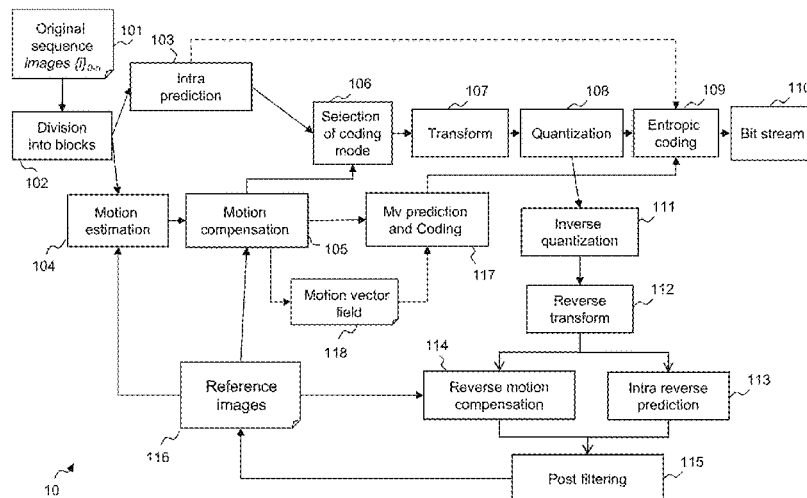 Original
sequence
images {i}0-n
101
103
Intra
prediction
106
Selection
of coding
mode
107
Transform
108
Quantization
109
Entropic
coding
110
Bit stream
Division
into blocks
102
Motion
estimation
104
Motion
compensation
105
Mv prediction
and Coding
117
Inverse
quantization
111
Motion vector
field
118
Reverse
transform
112
114
Reverse motion
compensation
Intra reverse
prediction
113
Reference
images
116
Post filtering
115
10